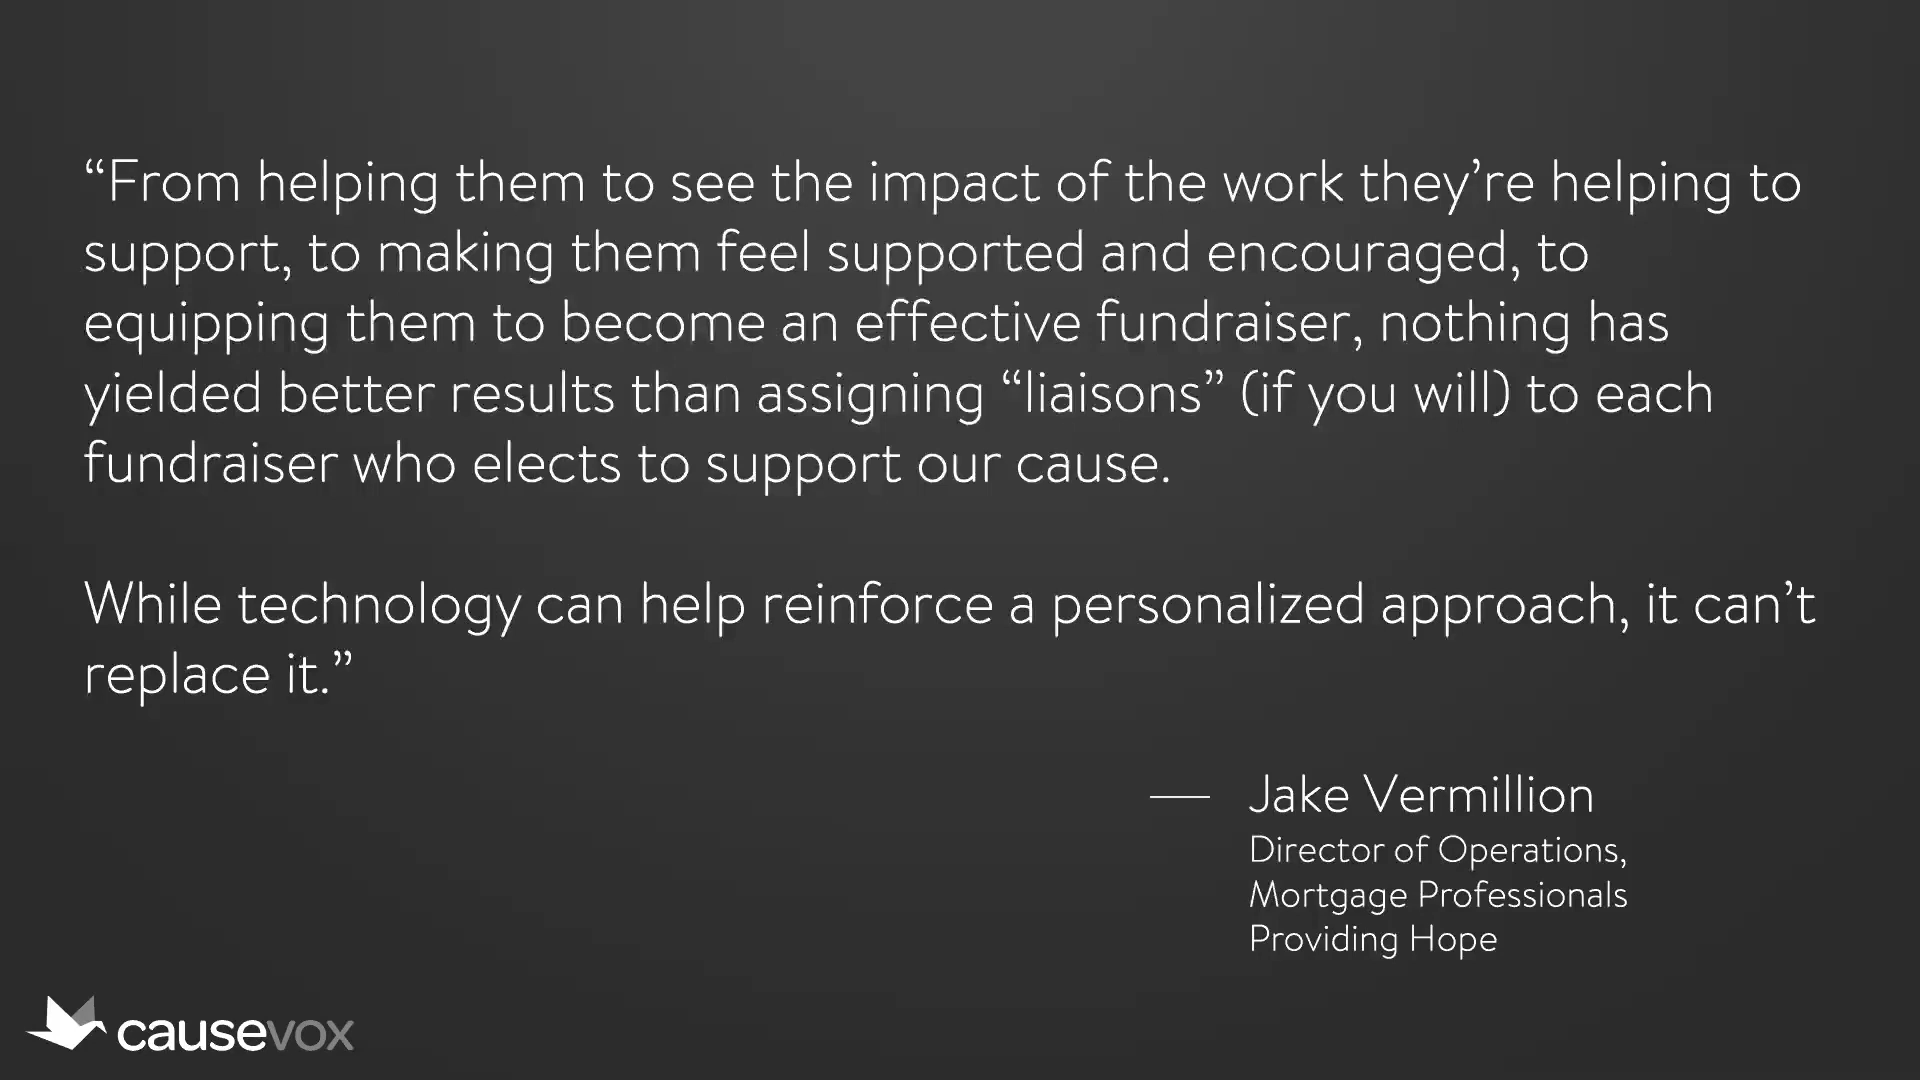 “From helping them to see the impact of the work they’re helping to
support, to making them feel supported and encouraged, to
equipping them to become an effective fundraiser, nothing has
yielded better results than assigning “liaisons” (if you will) to each
fundraiser who elects to support our cause.
While technology can help reinforce a personalized approach, it can’t
replace it.”
— Jake Vermillion
Director of Operations,
Mortgage Professionals
Providing Hope
causevox